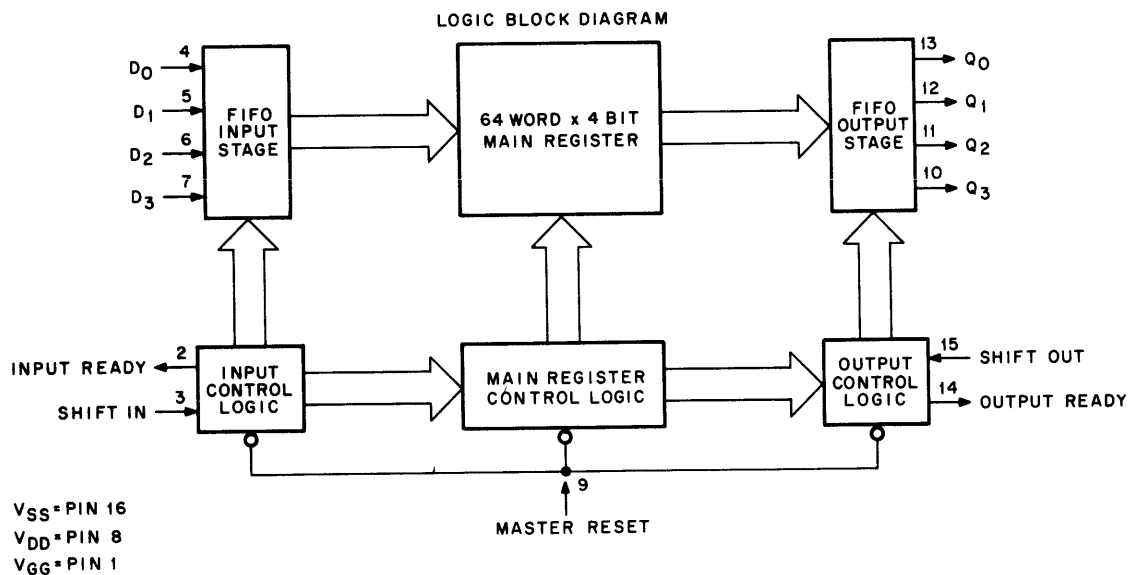 LOGIC BLOCK DIAGRAM
D0
4
D1
5
D2
6
D3
7
FIFO
INPUT
STAGE
64 WORD x 4 BIT
MAIN REGISTER
FIFO
OUTPUT
STAGE
13
Q0
12
Q1
11
Q2
10
Q3
INPUT READY
2
SHIFT IN
3
INPUT
CONTROL
LOGIC
MAIN REGISTER
CONTROL LOGIC
OUTPUT
CONTROL
LOGIC
15
SHIFT OUT
14
OUTPUT READY
9
MASTER RESET
VSS=PIN 16
VDD=PIN 8
VGG=PIN 1